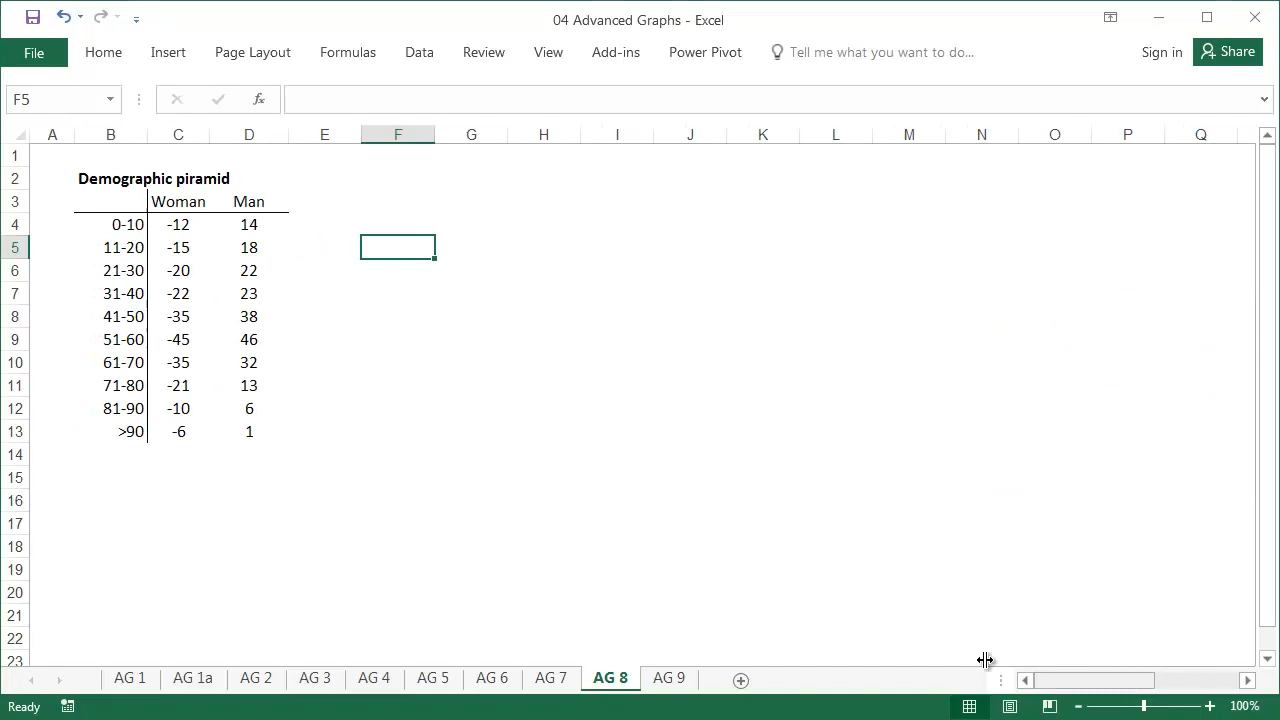 04 Advanced Graphs - Excel
File Home Insert Page Layout Formulas Data Review View Add-ins Power Pivot Tell me what you want to do... Sign in Share
F5 fx
A B C D E F G H I J K L M N O P Q
1
2 Demographic piramid
3 Woman Man
4 0-10 -12 14
5 11-20 -15 18
6 21-30 -20 22
7 31-40 -22 23
8 41-50 -35 38
9 51-60 -45 46
10 61-70 -35 32
11 71-80 -21 13
12 81-90 -10 6
13 >90 -6 1
14
15
16
17
18
19
20
21
22
23
AG 1 AG 1a AG 2 AG 3 AG 4 AG 5 AG 6 AG 7 AG 8 AG 9
Ready 100%